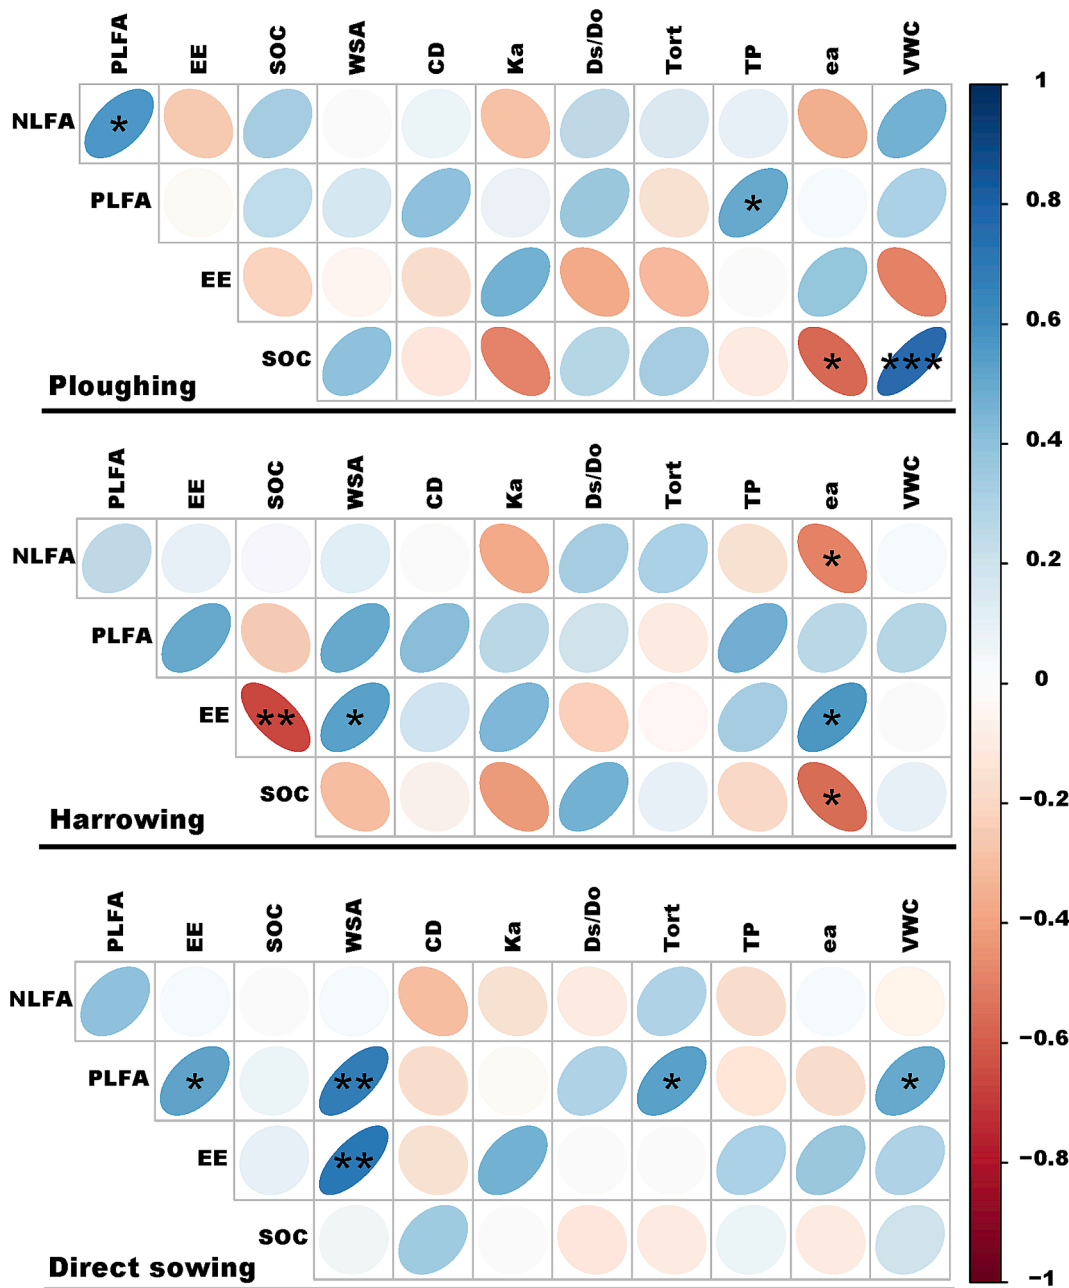 PLFA EE SOC WSA CD Ka Ds/Do Tort TP ea VWC
1
NLFA *
0.8
PLFA *
EE
0.6
SOC * ***
Ploughing
0.4
PLFA EE SOC WSA CD Ka Ds/Do Tort TP ea VWC
0.2
NLFA *
PLFA
0
EE ** * *
SOC *
−0.2
Harrowing
−0.4
PLFA EE SOC WSA CD Ka Ds/Do Tort TP ea VWC
NLFA
−0.6
PLFA * ** * *
EE **
−0.8
SOC
Direct sowing
−1